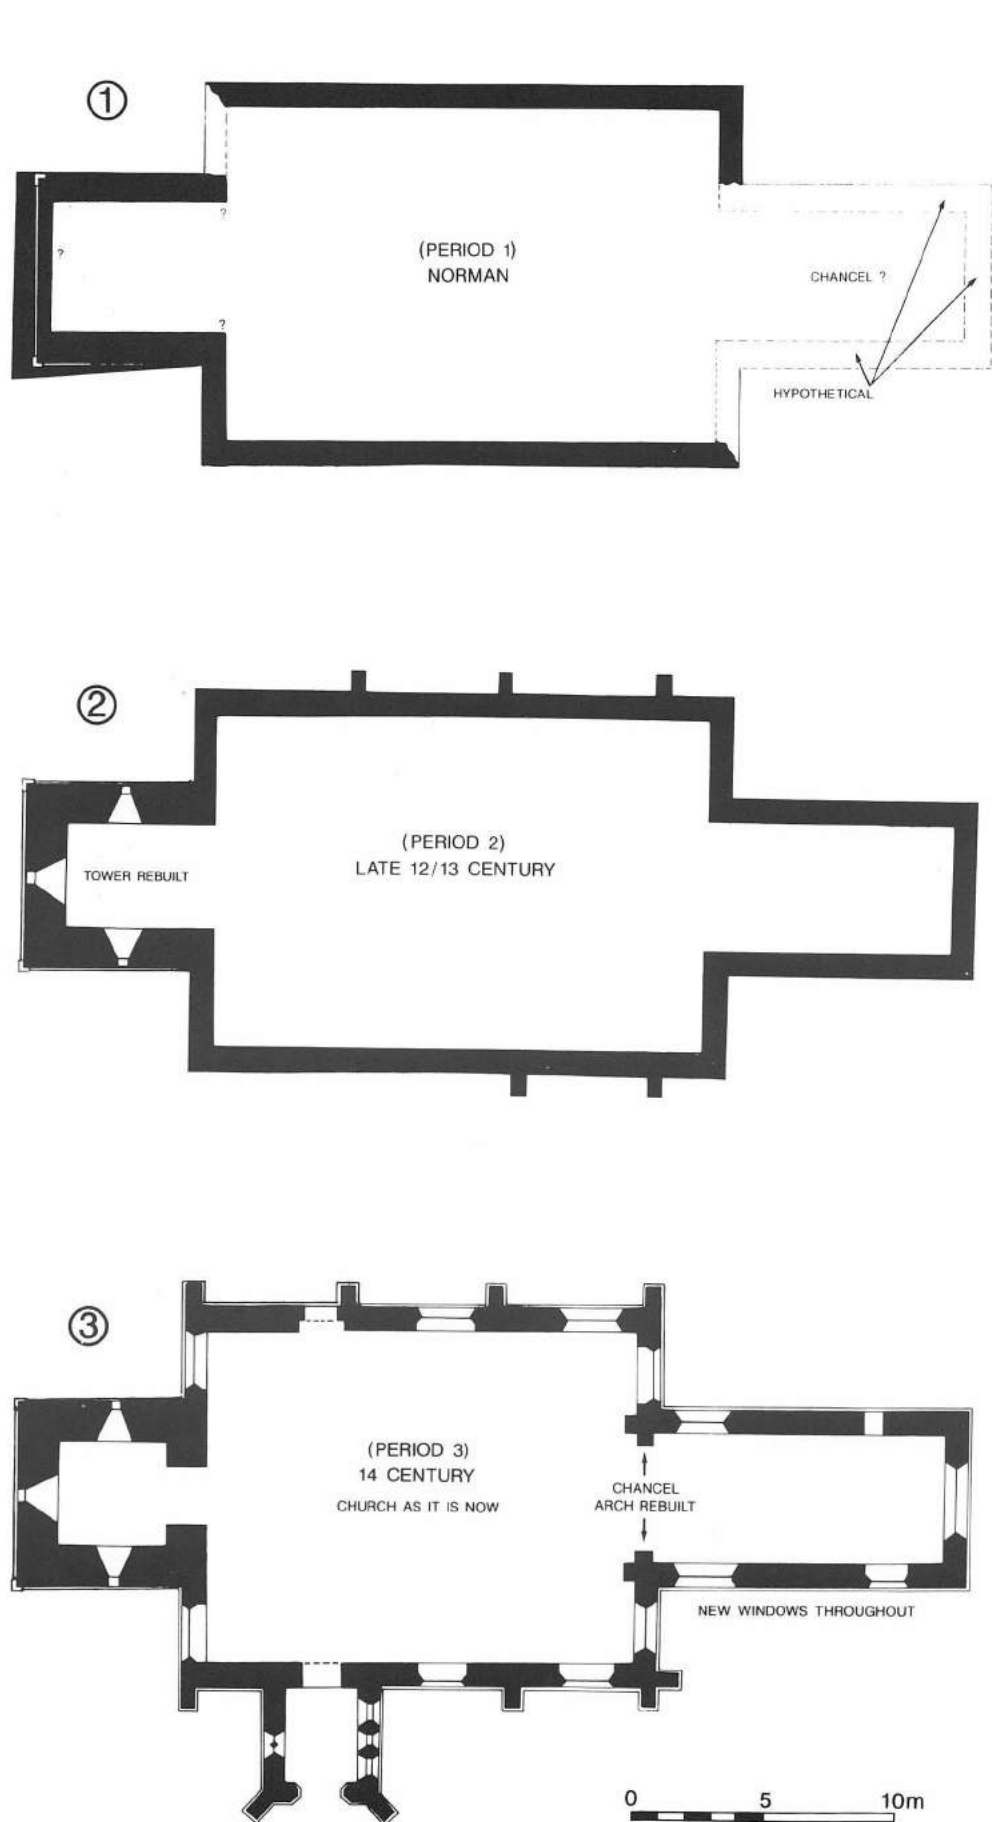 ①
?
?
?
(PERIOD 1)
NORMAN
CHANCEL ?
HYPOTHETICAL
②
(PERIOD 2)
LATE 12/13 CENTURY
TOWER REBUILT
③
(PERIOD 3)
14 CENTURY
CHURCH AS IT IS NOW
CHANCEL
ARCH REBUILT
NEW WINDOWS THROUGHOUT
0 5 10m